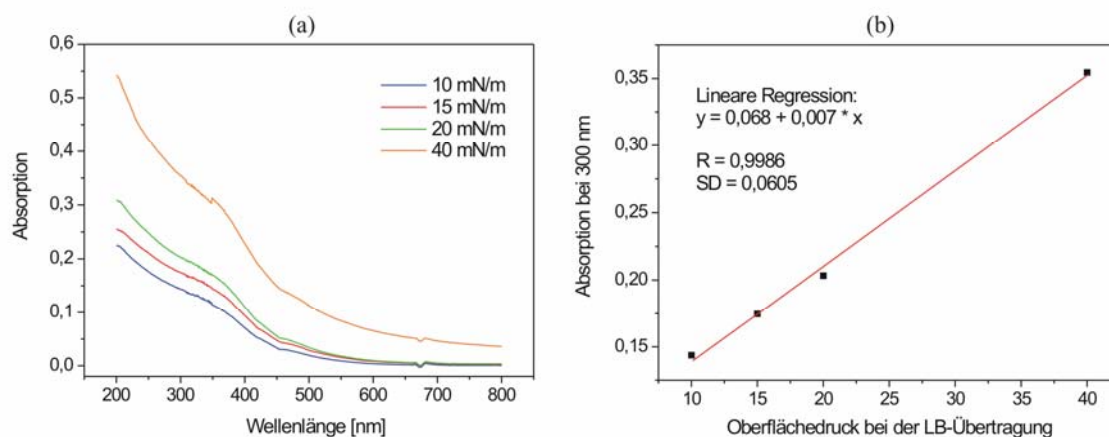 (a)
0,6
0,5
0,4
0,3
0,2
0,1
0,0
Absorption
10 mN/m
15 mN/m
20 mN/m
40 mN/m
200 300 400 500 600 700 800
Wellenlänge [nm]
(b)
0,35
0,30
0,25
0,20
0,15
Absorption bei 300 nm
Lineare Regression:
y = 0,068 + 0,007 * x
R = 0,9986
SD = 0,0605
10 15 20 25 30 35 40
Oberflächedruck bei der LB-Übertragung